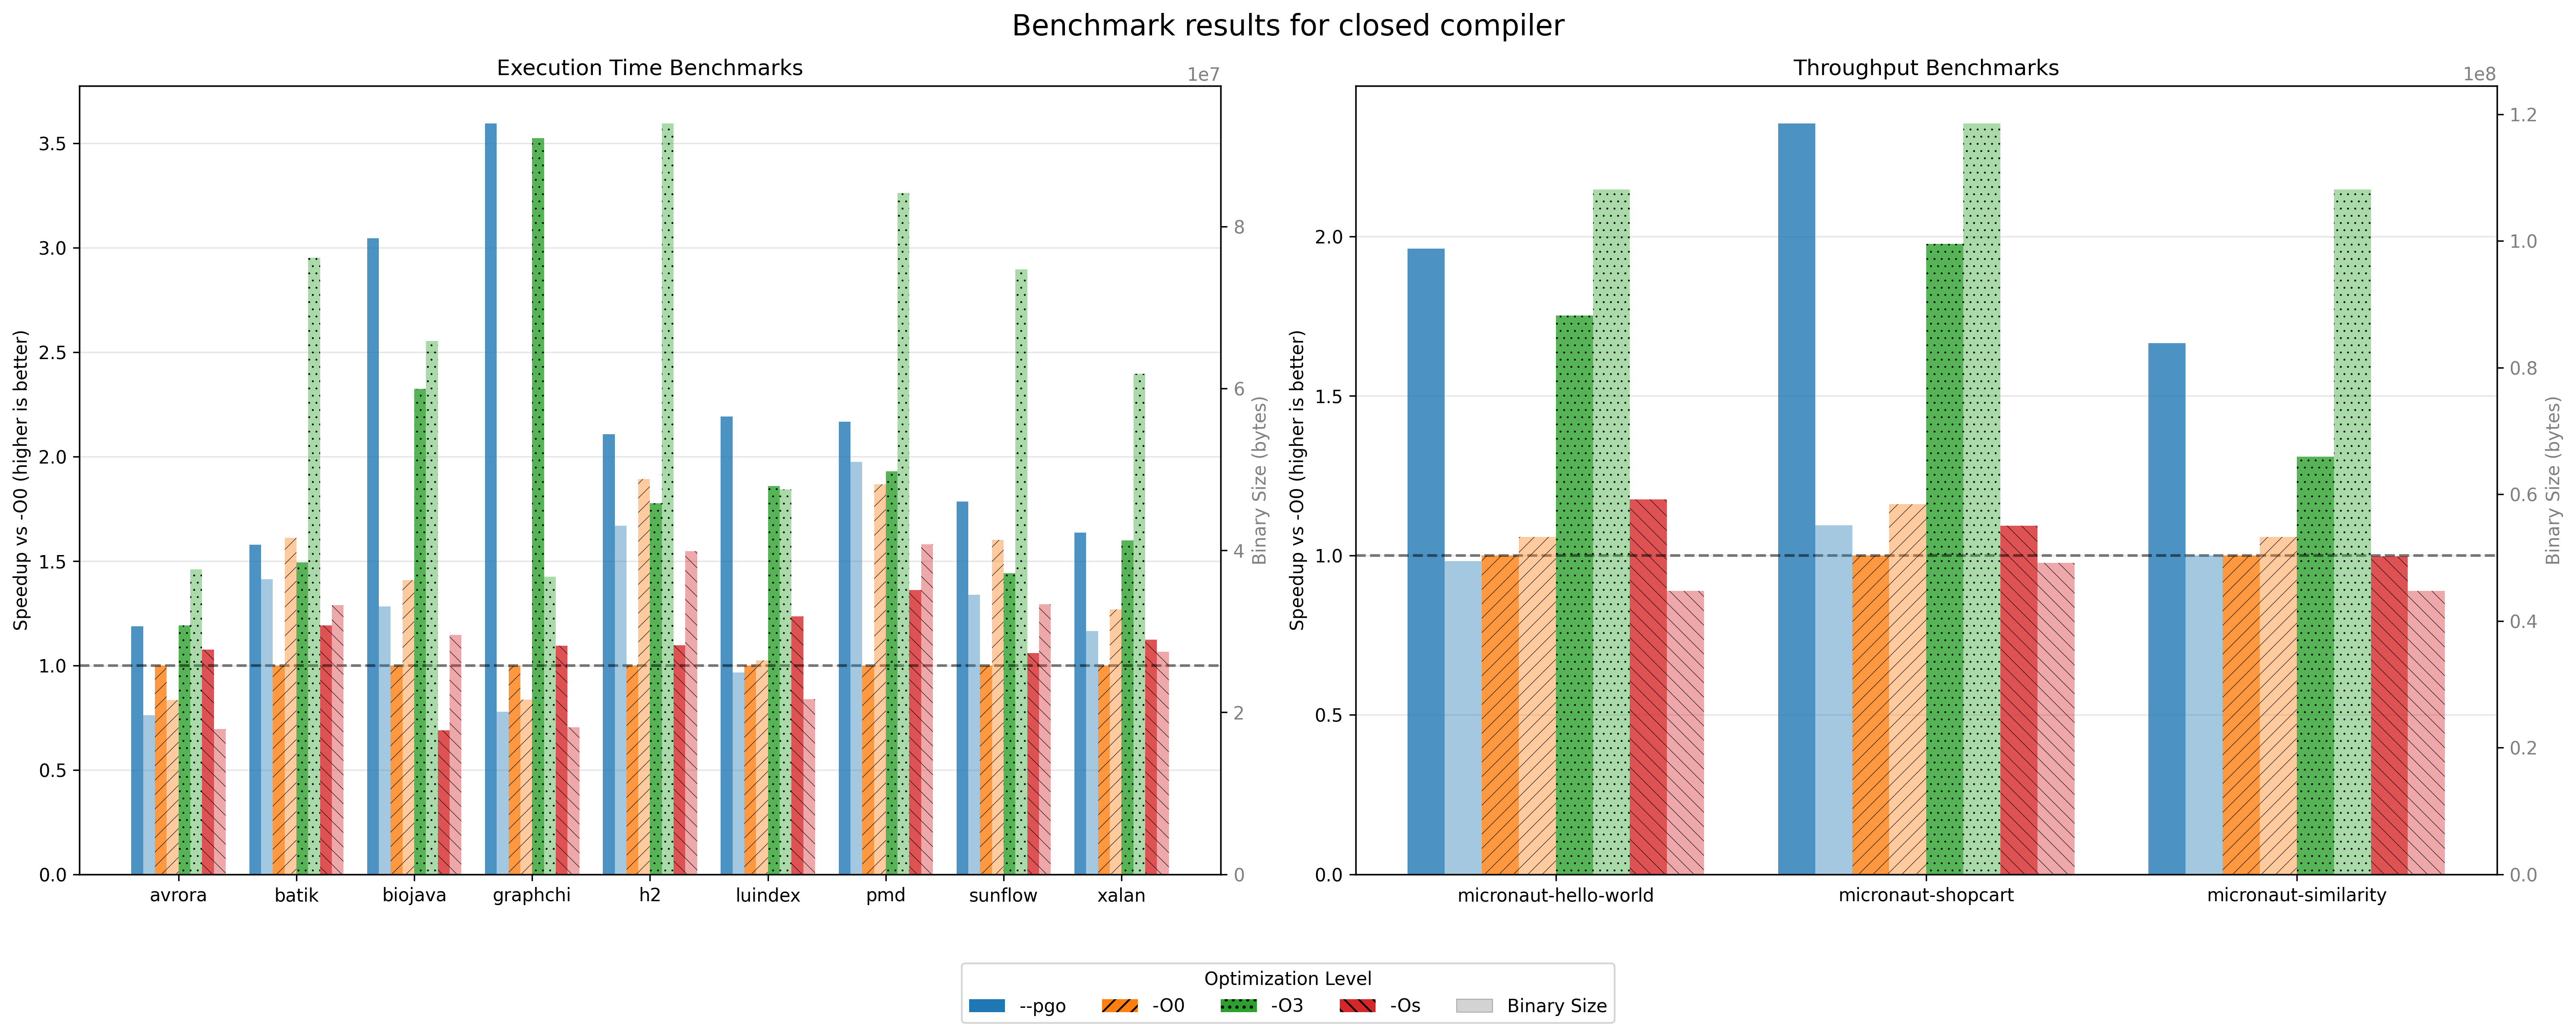 Benchmark results for closed compiler
Execution Time Benchmarks
1e7
Speedup vs -O0 (higher is better)
3.5
3.0
2.5
2.0
1.5
1.0
0.5
0.0
8
6
4
2
0
Binary Size (bytes)
avrora batik biojava graphchi h2 luindex pmd sunflow xalan
Throughput Benchmarks
1e8
Speedup vs -O0 (higher is better)
2.0
1.5
1.0
0.5
0.0
1.2
1.0
0.8
0.6
0.4
0.2
0.0
Binary Size (bytes)
micronaut-hello-world micronaut-shopcart micronaut-similarity
Optimization Level
--pgo -O0 -O3 -Os Binary Size